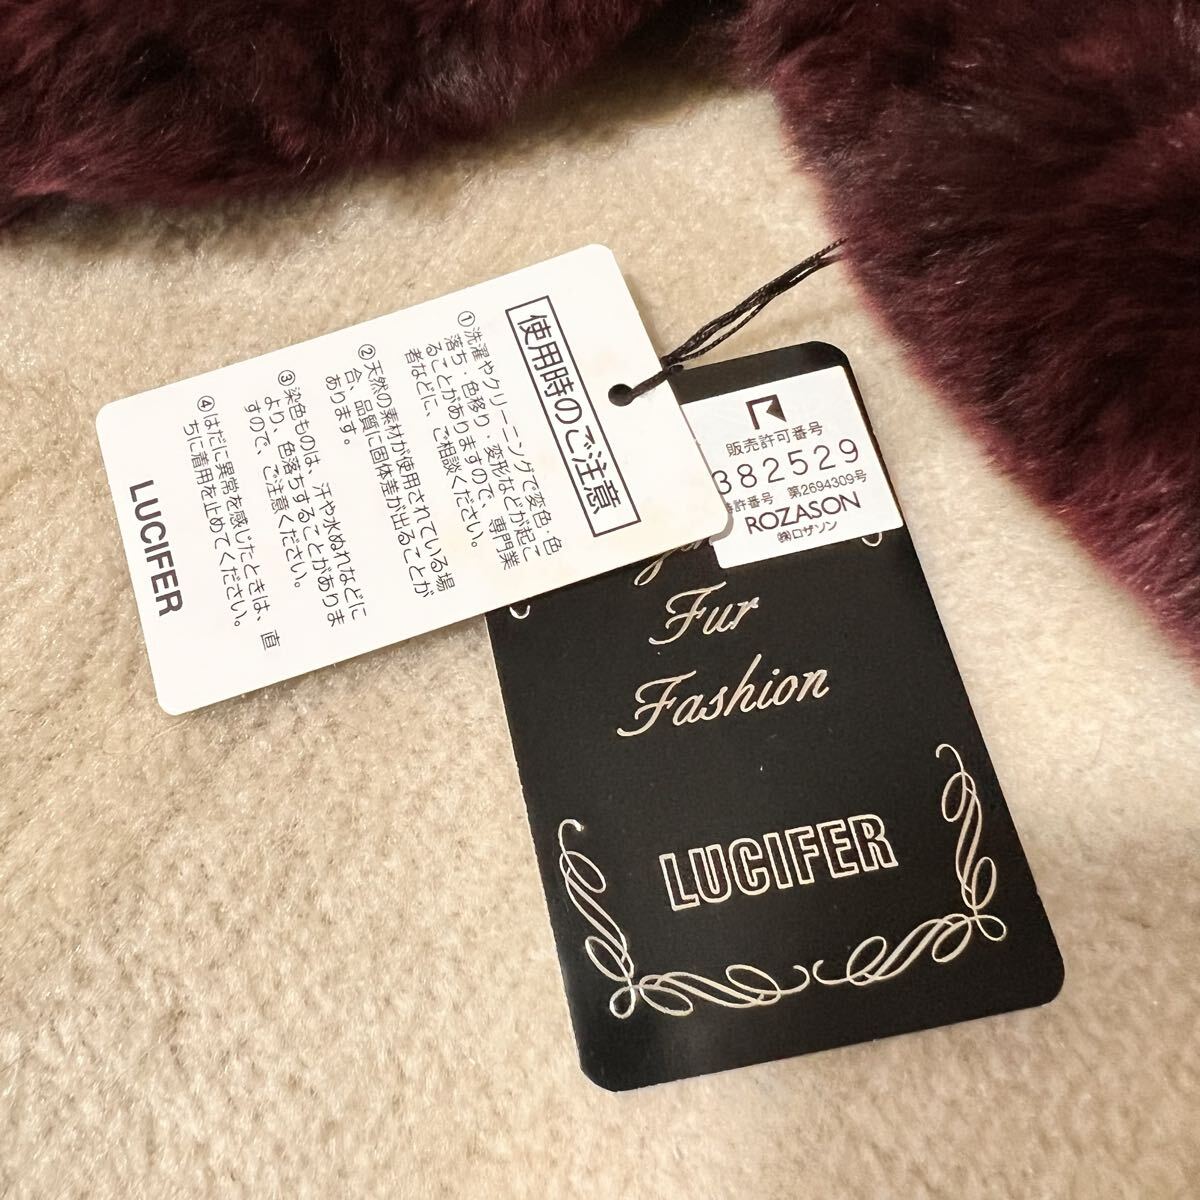 使用時のご注意
①洗濯やクリーニングで変色、色
落ち、色移り、変形などが起こ
ることがありますので、専門業
者などに、ご相談ください。
②天然の素材が使用されている場
合、品質に固体差が出ることが
あります。
③染色ものは、汗や水ぬれなどに
より、色落ちすることがありま
すので、ご注意ください。
④はだに異常を感じたときは、直
ちに着用を止めてください。
LUCIFER
販売許可番号
382529
特許番号 第2694309号
ROZASON
㈱ロザソン
Fur
Fashion
LUCIFER